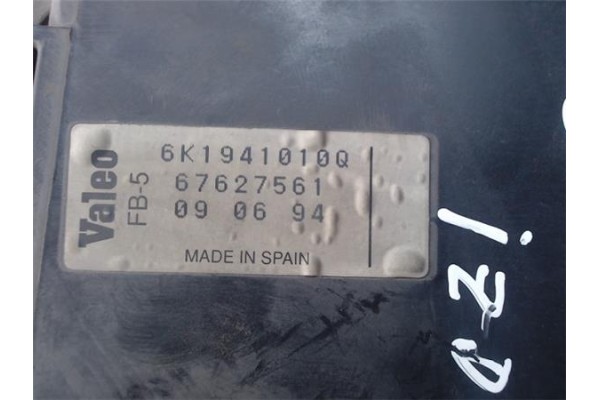 Valeo
FB-5
6K1941010Q
67627561
09 06 94
MADE IN SPAIN